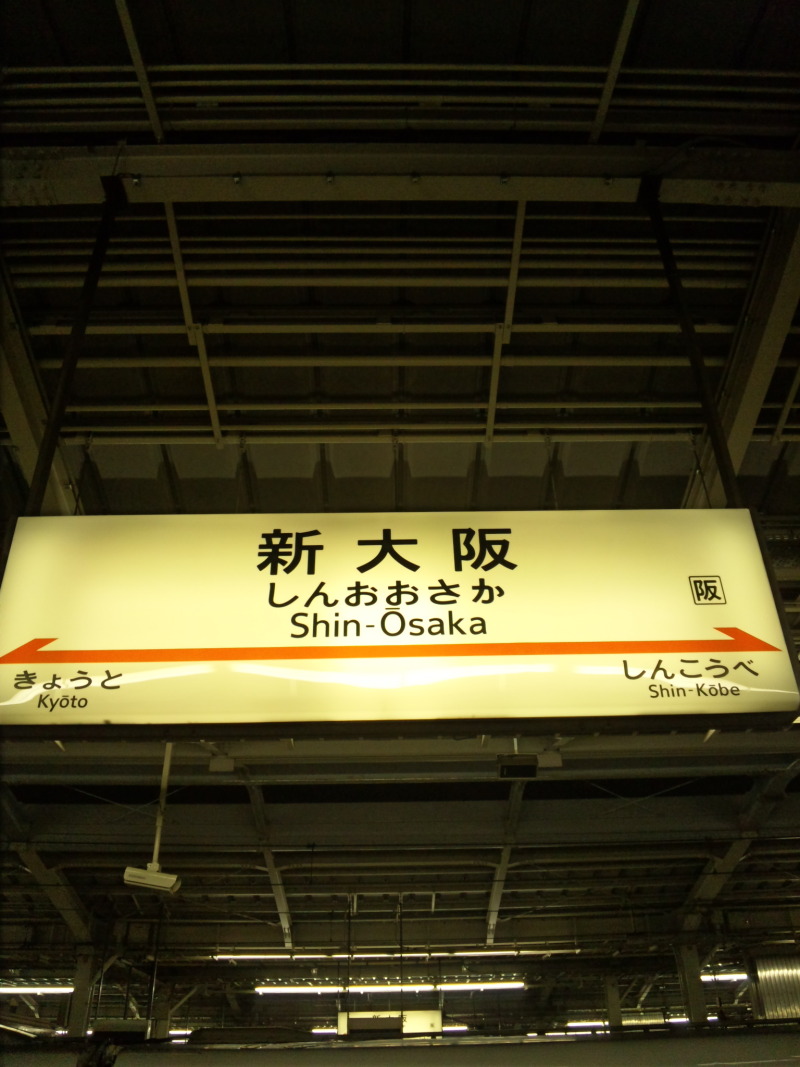 新大阪
しんおおさか
Shin-Ōsaka
阪
きょうと
Kyōto
しんこうべ
Shin-Kōbe